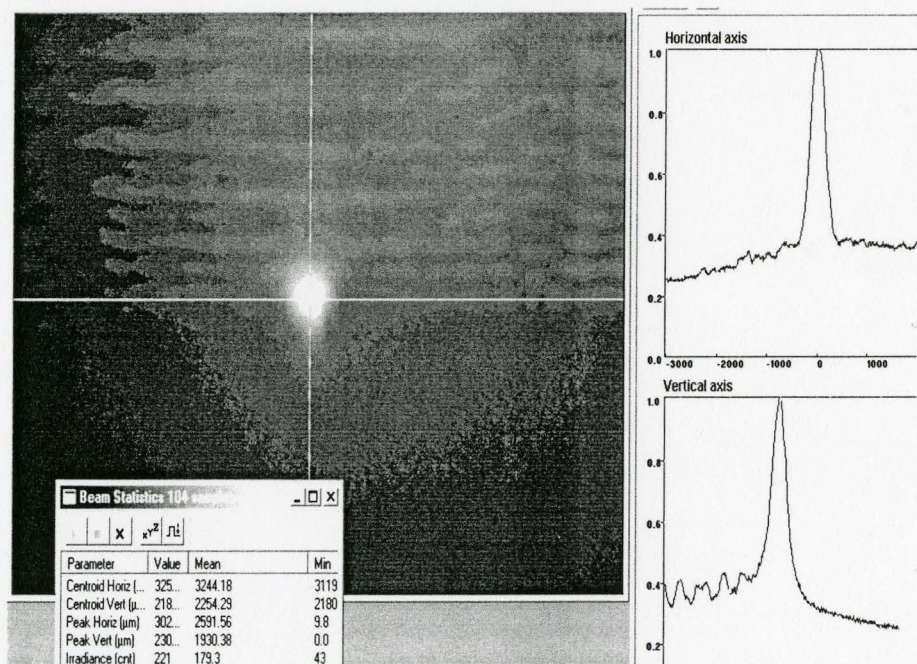 Horizontal axis
1.0
0.8
0.6
0.4
0.2
0.0
-3000 -2000 -1000 0 1000
Vertical axis
1.0
0.8
0.6
0.4
0.2
Beam Statistics 104
x Y Z
Parameter Value Mean Min
Centroid Horiz (... 325... 3244.18 3119
Centroid Vert (µ... 218... 2254.29 2180
Peak Horiz (µm) 302... 2591.56 9.8
Peak Vert (µm) 230... 1930.38 0.0
Irradiance (cnt) 221 179.3 43